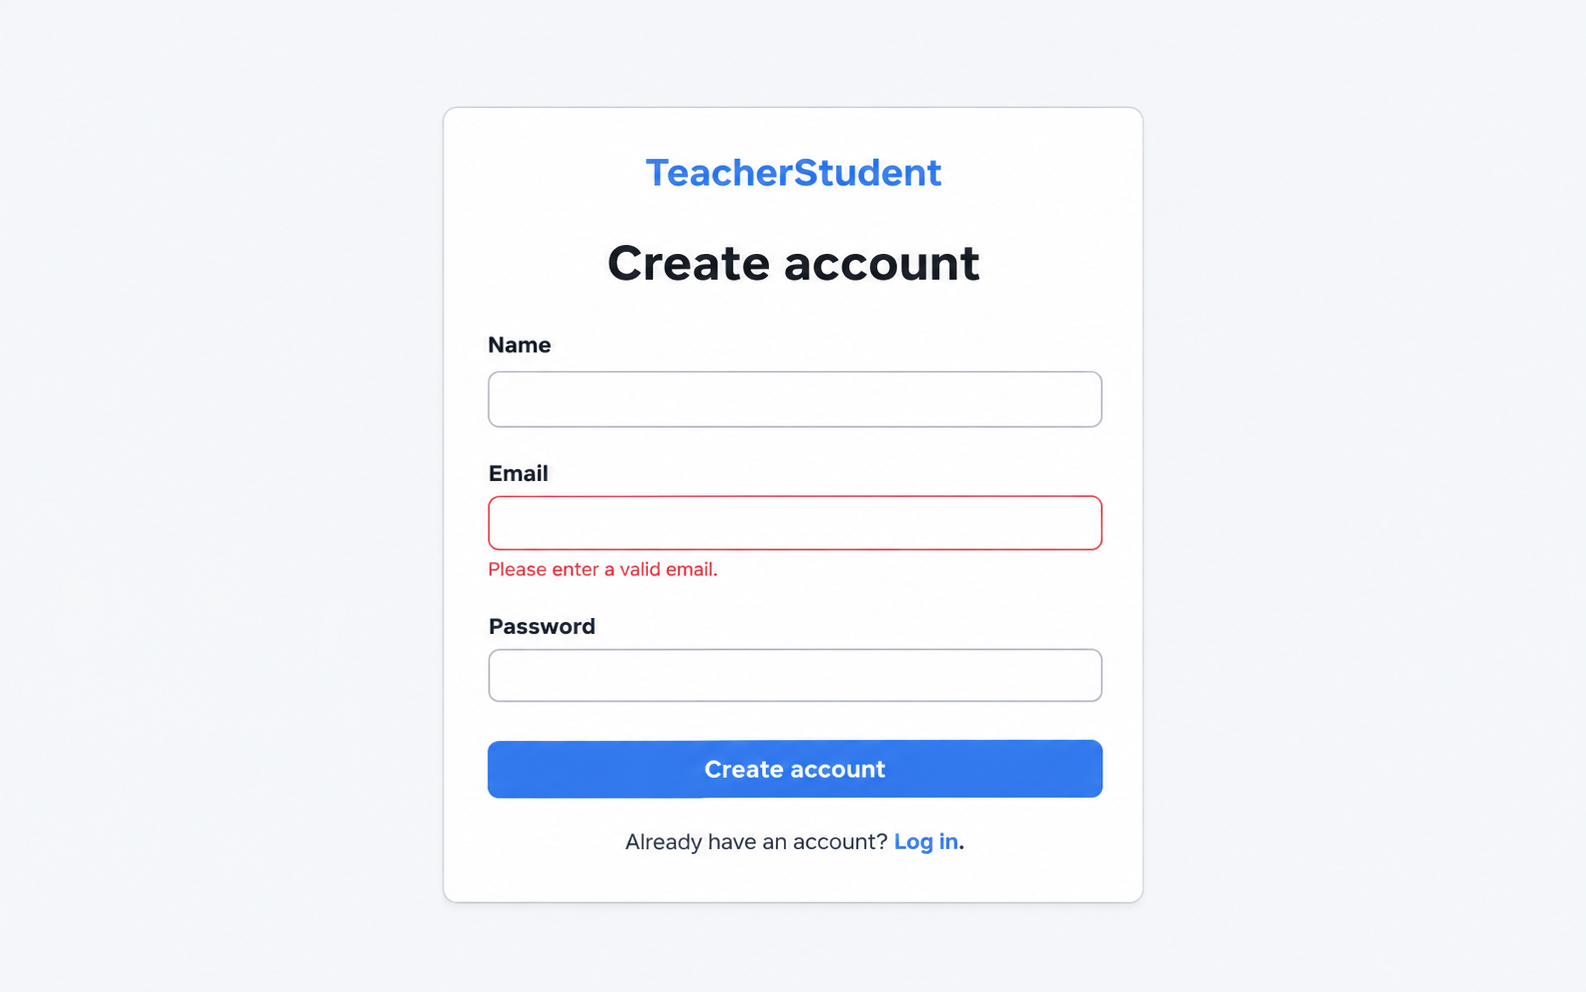 TeacherStudent
Create account
Name
Email
Please enter a valid email.
Password
Create account
Already have an account? Log in.